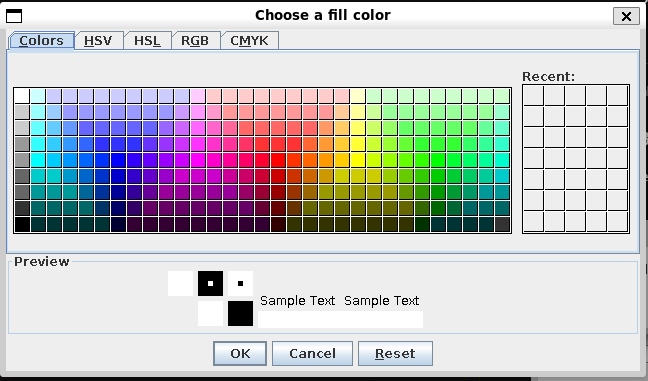 Choose a fill color
Colors HSV HSL RGB CMYK
Recent:
Preview
Sample Text Sample Text
OK Cancel Reset